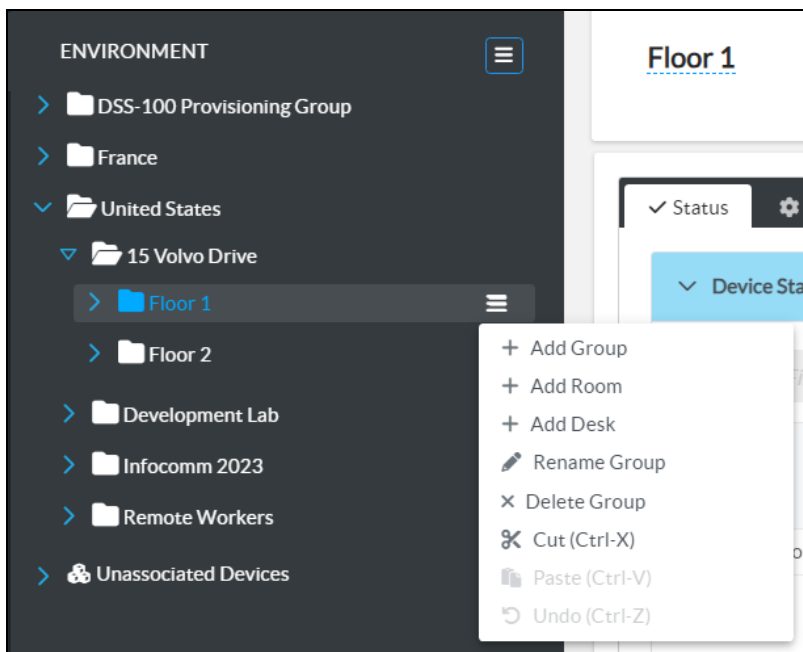 ENVIRONMENT
DSS-100 Provisioning Group
France
United States
15 Volvo Drive
Floor 1
Floor 2
Development Lab
Infocomm 2023
Remote Workers
Unassociated Devices
Add Group
Add Room
Add Desk
Rename Group
Delete Group
Cut (Ctrl-X)
Paste (Ctrl-V)
Undo (Ctrl-Z)
Floor 1
Status
Device